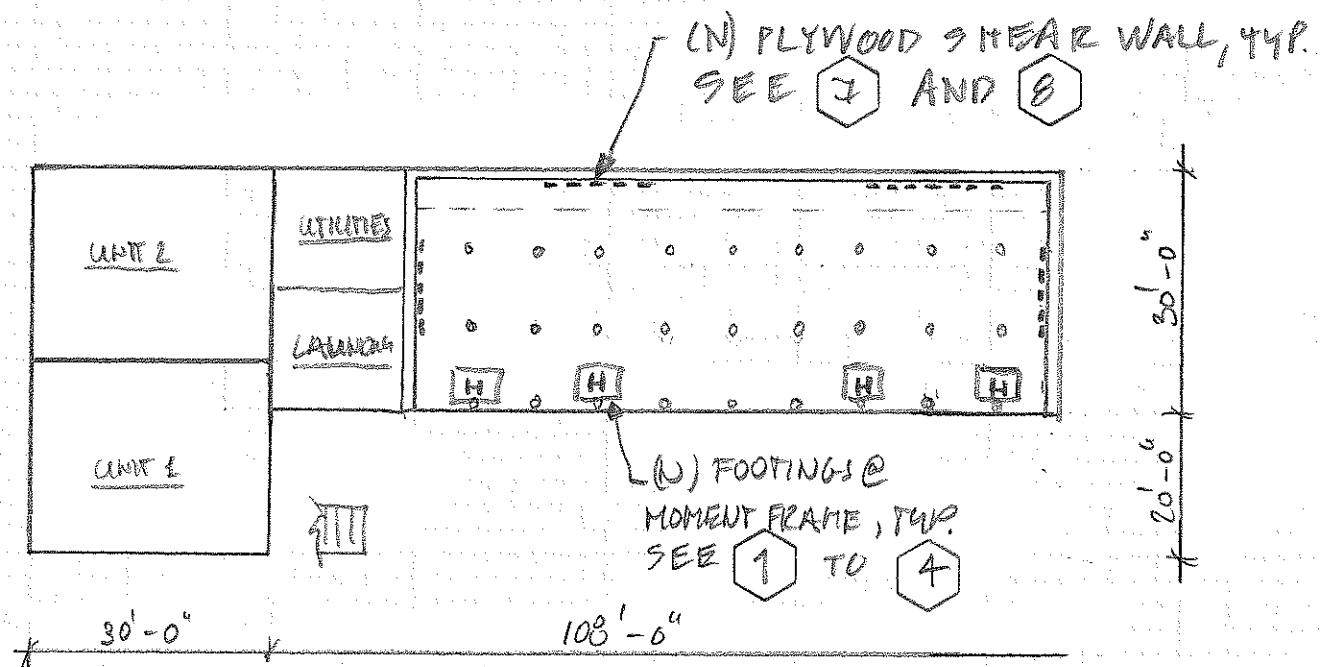 (N) PLYWOOD SHEAR WALL, TYP.
SEE 7 AND 8
UNIT 2
UTILITIES
LAUNDRY
UNIT 1
H H H H
(N) FOOTINGS @
MOMENT FRAME, TYP.
SEE 1 TO 4
30'-0"
20'-0"
30'-0"
108'-0"